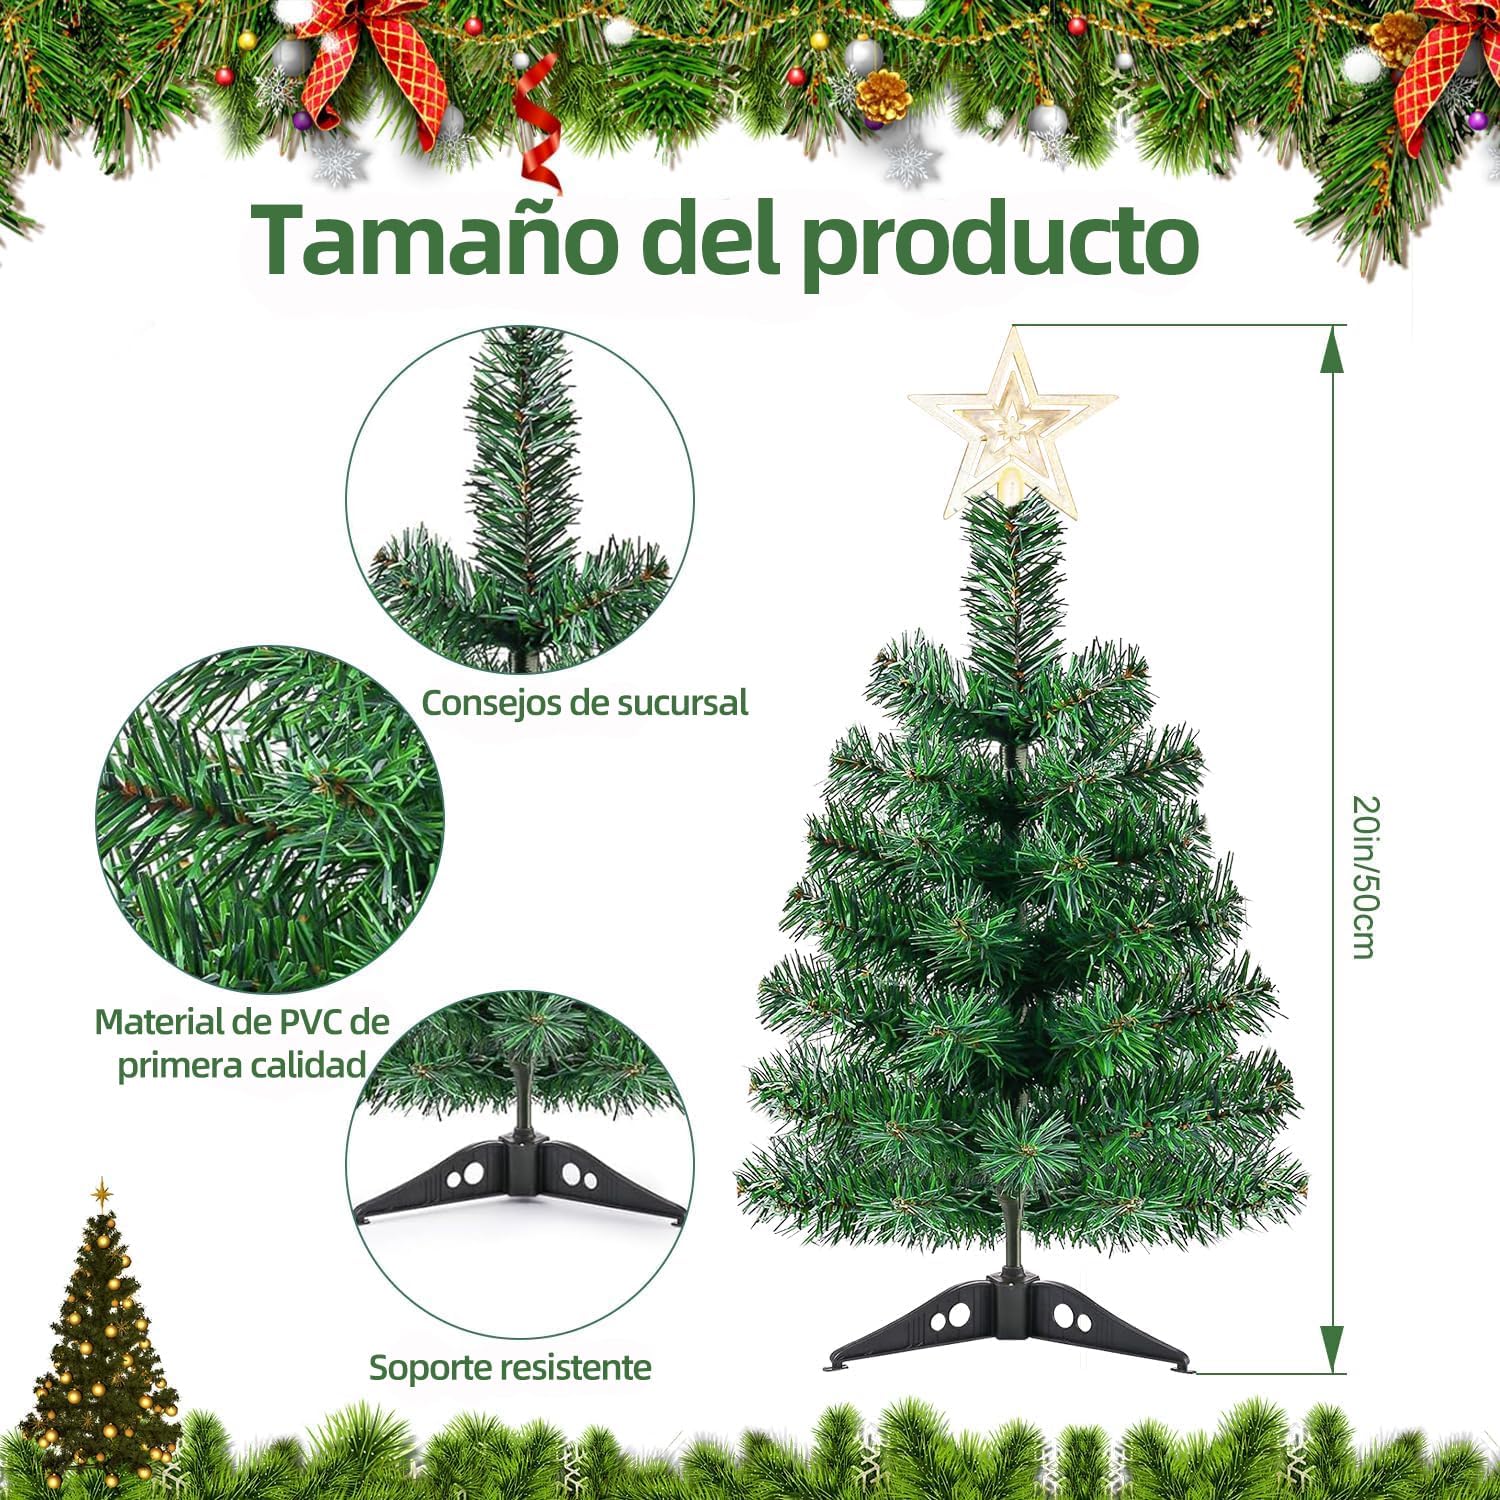 Tamaño del producto
Consejos de sucursal
Material de PVC de
primera calidad
Soporte resistente
20in/50cm